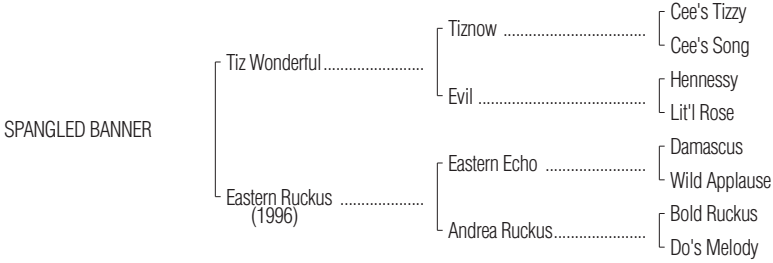 Cee's Tizzy
Tiznow ....................................
Cee's Song
Tiz Wonderful.........................
Hennessy
Evil ..........................................
Lit'l Rose
SPANGLED BANNER
Damascus
Eastern Echo .........................
Wild Applause
Eastern Ruckus .....................
(1996)
Bold Ruckus
Andrea Ruckus.......................
Do's Melody